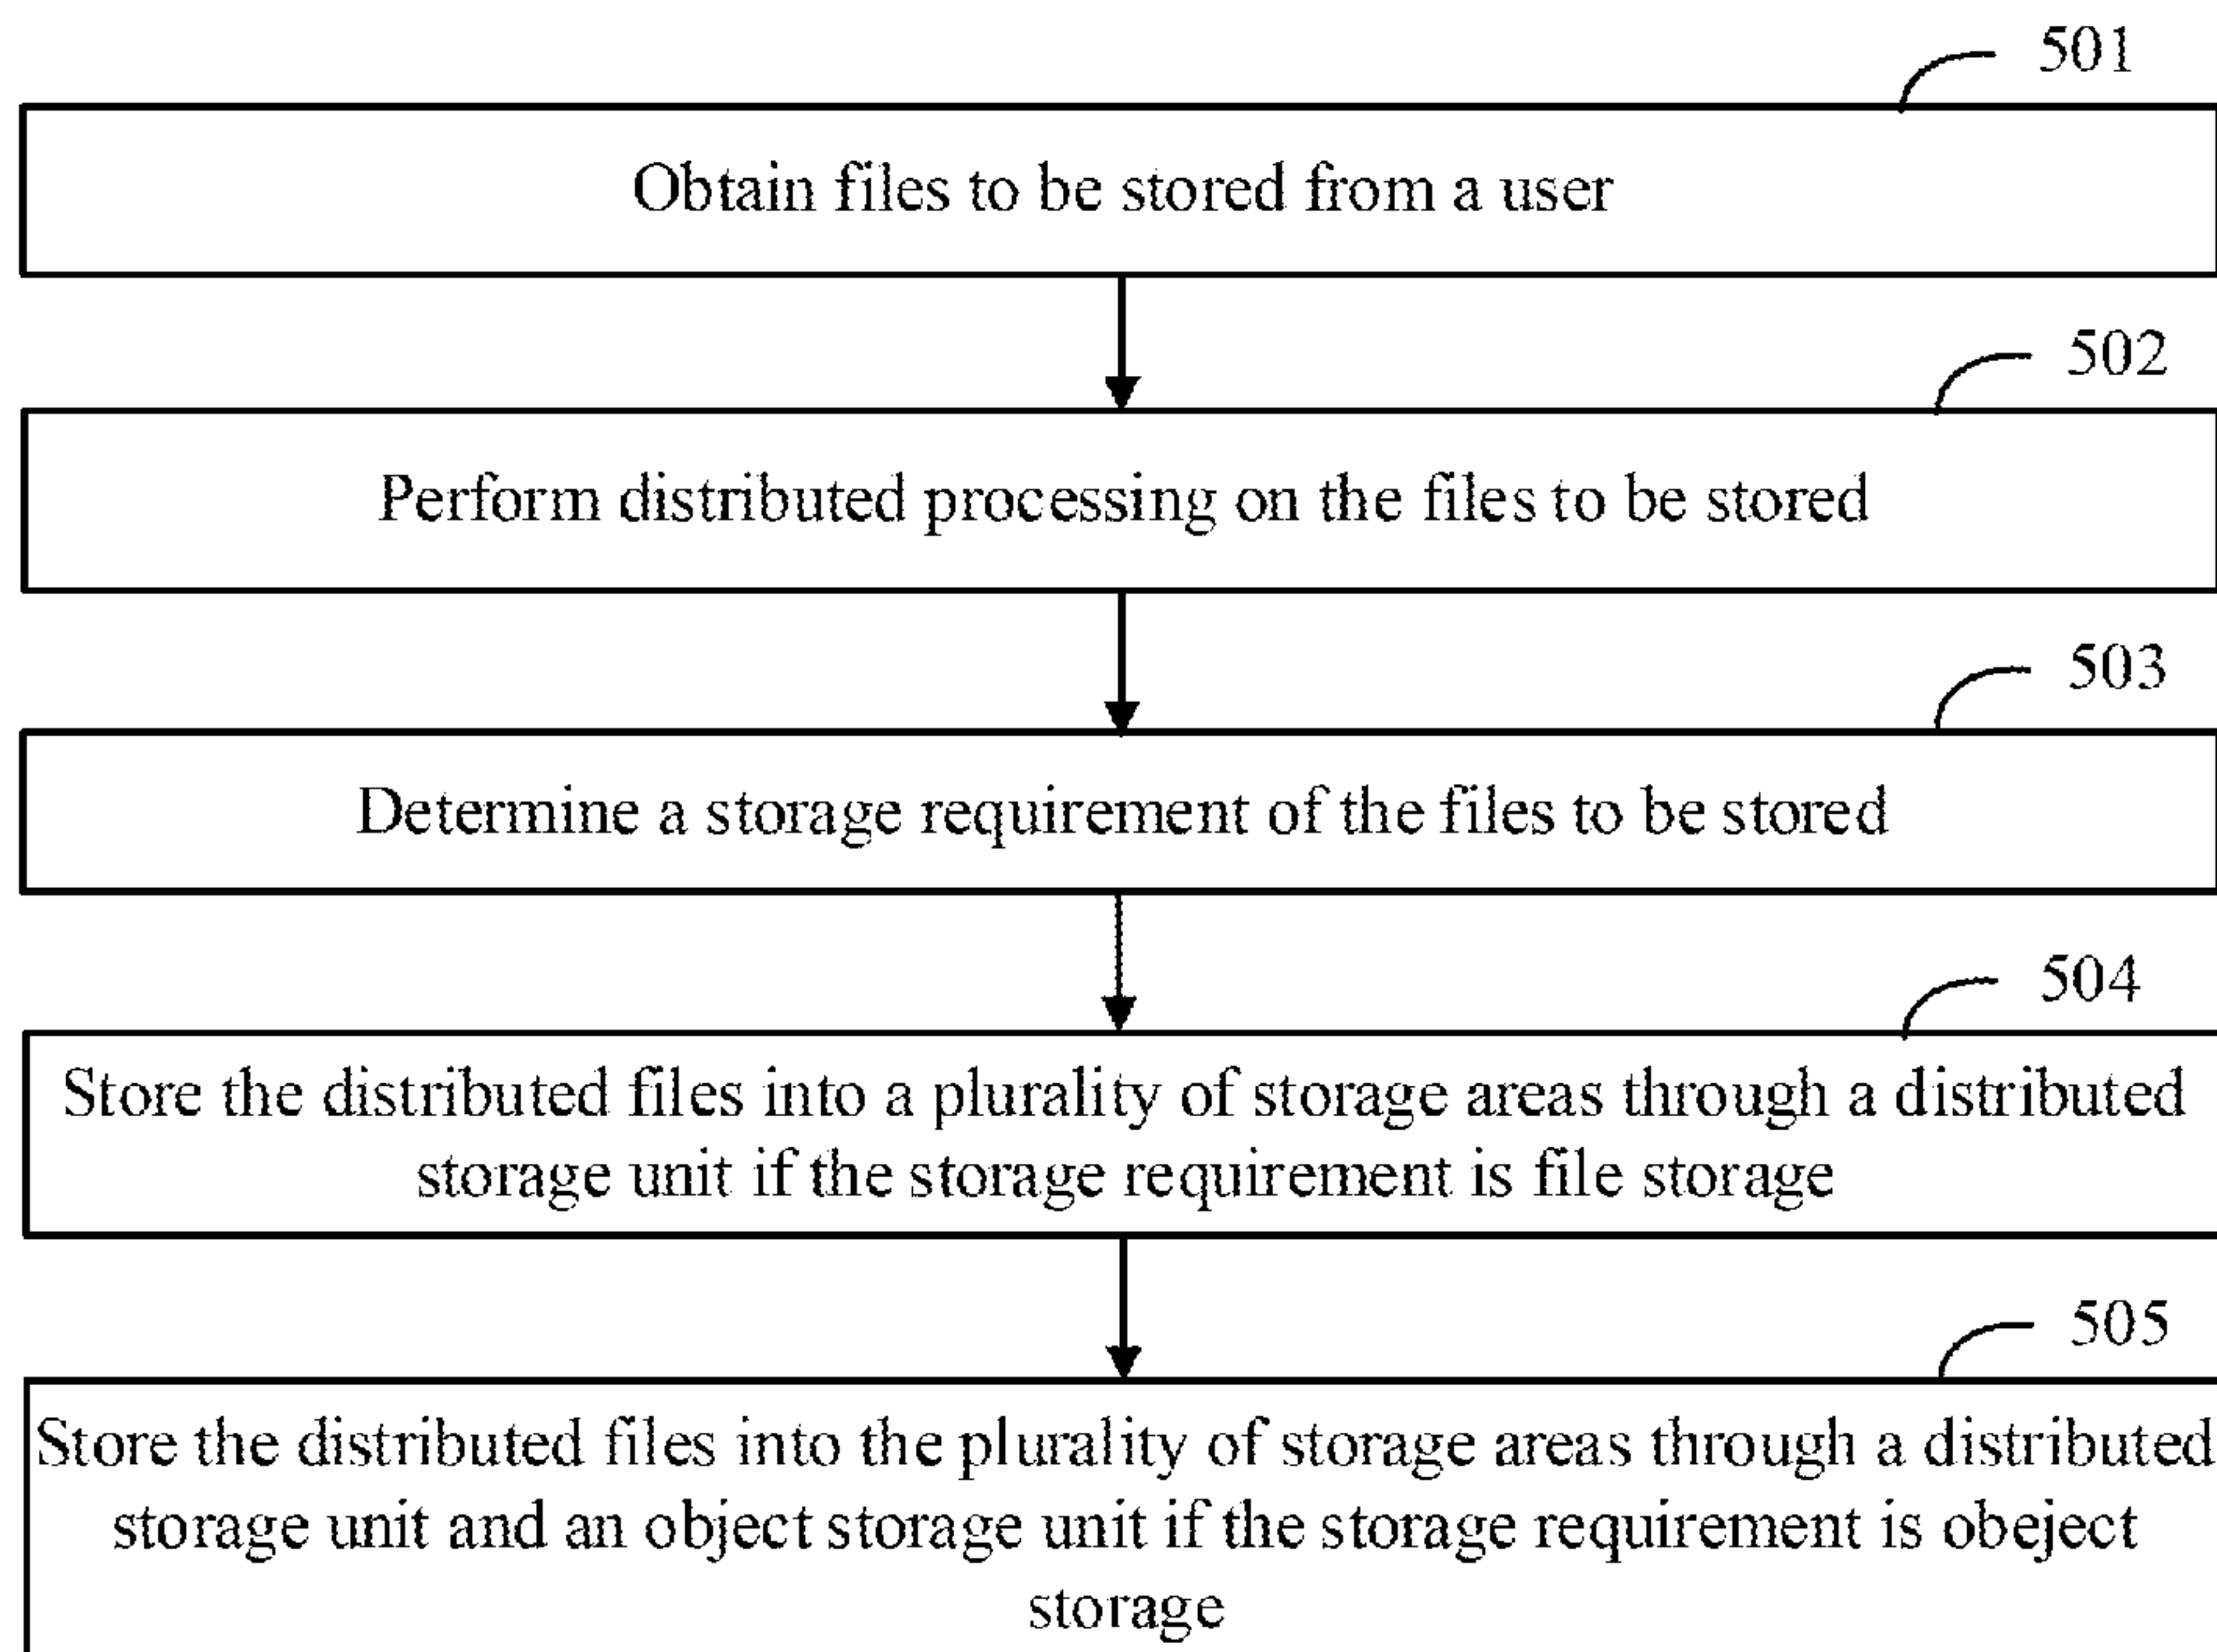 501
Obtain files to be stored from a user
502
Perform distributed processing on the files to be stored
503
Determine a storage requirement of the files to be stored
504
Store the distributed files into a plurality of storage areas through a distributed
storage unit if the storage requirement is file storage
505
Store the distributed files into the plurality of storage areas through a distributed
storage unit and an object storage unit if the storage requirement is obeject
storage